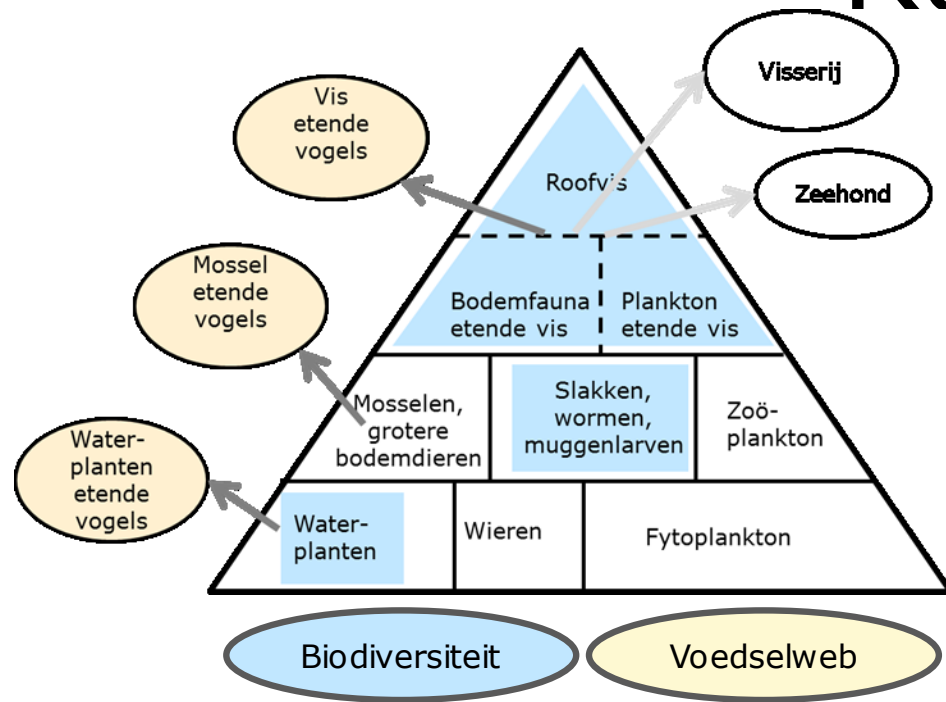 Visserij
Vis
etende
vogels
Roofvis
Zeehond
Mossel
etende
vogels
Bodemfauna
etende vis
Plankton
etende vis
Mosselen,
grotere
bodemdieren
Slakken,
wormen,
muggenlarven
Zoö-
plankton
Water-
planten
etende
vogels
Water-
planten
Wieren
Fytoplankton
Biodiversiteit
Voedselweb